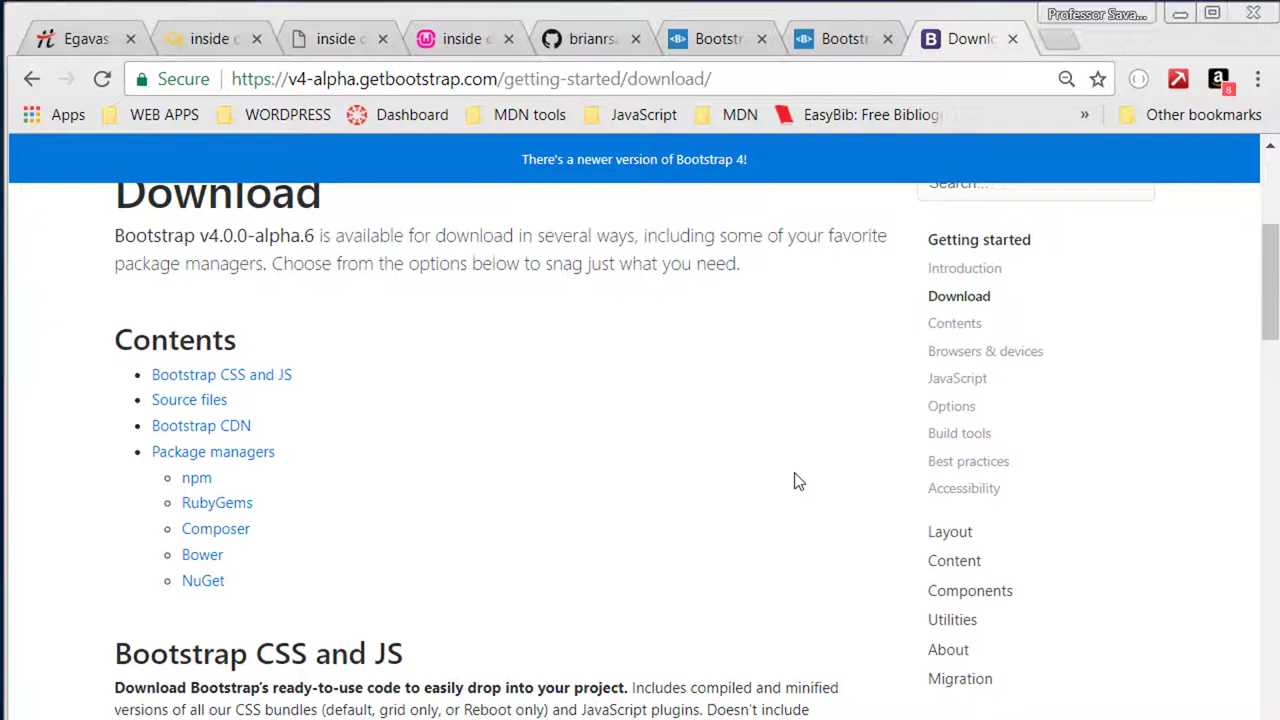 Professor Sava...
Egavas
inside
inside
inside
brianrs
Bootstr
Bootstr
Downlo
Secure
https://v4-alpha.getbootstrap.com/getting-started/download/
8
Apps
WEB APPS
WORDPRESS
Dashboard
MDN tools
JavaScript
MDN
EasyBib: Free Bibliog
»
Other bookmarks
There's a newer version of Bootstrap 4!
Download
Bootstrap v4.0.0-alpha.6 is available for download in several ways, including some of your favorite
package managers. Choose from the options below to snag just what you need.
Contents
• Bootstrap CSS and JS
• Source files
• Bootstrap CDN
• Package managers
◦ npm
◦ RubyGems
◦ Composer
◦ Bower
◦ NuGet
Bootstrap CSS and JS
Download Bootstrap's ready-to-use code to easily drop into your project. Includes compiled and minified
versions of all our CSS bundles (default, grid only, or Reboot only) and JavaScript plugins. Doesn't include
Search...
Getting started
Introduction
Download
Contents
Browsers & devices
JavaScript
Options
Build tools
Best practices
Accessibility
Layout
Content
Components
Utilities
About
Migration